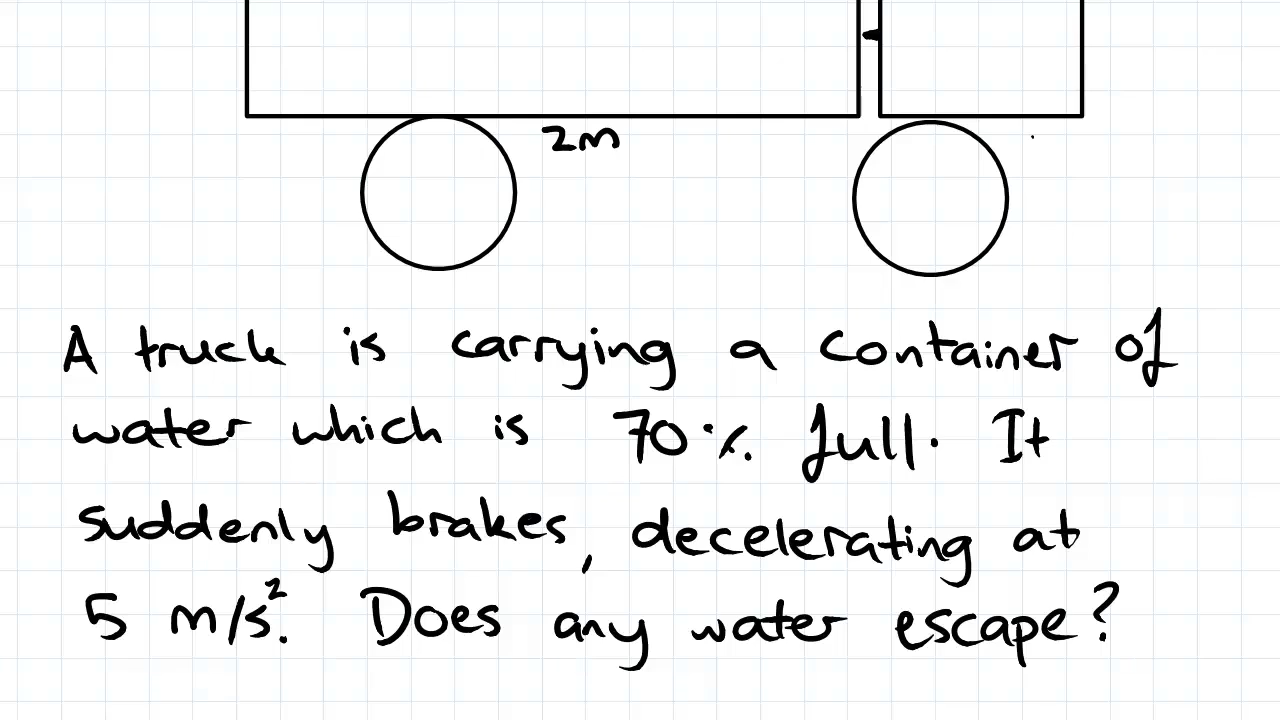 2m
A truck is carrying a container of
water which is 70%. full. It
suddenly brakes, decelerating at
5 m/s². Does any water escape?